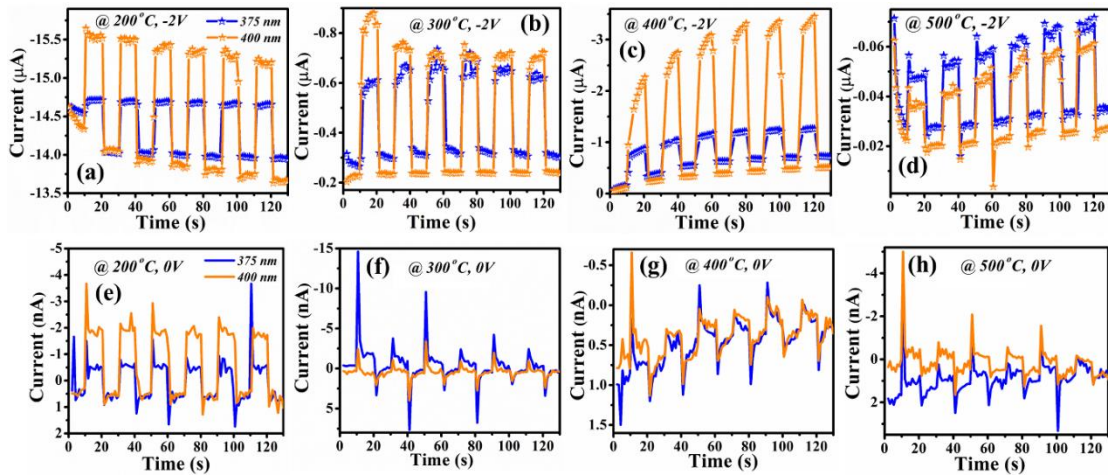 @ 200°C, -2V
375 nm
400 nm
Current (µA)
-15.5
-15.0
-14.5
-14.0
-13.5
(a)
0 20 40 60 80 100 120
Time (s)
@ 300°C, -2V
(b)
Current (µA)
-0.8
-0.6
-0.4
-0.2
0 20 40 60 80 100 120
Time (s)
@ 400°C, -2V
(c)
Current (µA)
-3
-2
-1
0
0 20 40 60 80 100 120
Time (s)
@ 500°C, -2V
(d)
Current (µA)
-0.06
-0.04
-0.02
0 20 40 60 80 100 120
Time (s)
@ 200°C, 0V
375 nm
400 nm
(e)
Current (nA)
-5
-4
-3
-2
-1
0
1
2
0 20 40 60 80 100 120
Time (s)
(f)
@ 300°C, 0V
Current (nA)
-15
-10
-5
0
5
0 20 40 60 80 100 120
Time (s)
@ 400°C, 0V
(g)
Current (nA)
-0.5
0.0
0.5
1.0
1.5
0 20 40 60 80 100 120
Time (s)
@ 500°C, 0V
(h)
Current (nA)
-4
-2
0
2
0 20 40 60 80 100 120
Time (s)